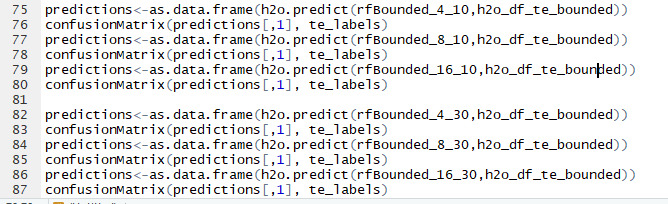 75 predictions<-as.data.frame(h2o.predict(rfBounded_4_10,h2o_df_te_bounded))
76 confusionMatrix(predictions[,1], te_labels)
77 predictions<-as.data.frame(h2o.predict(rfBounded_8_10,h2o_df_te_bounded))
78 confusionMatrix(predictions[,1], te_labels)
79 predictions<-as.data.frame(h2o.predict(rfBounded_16_10,h2o_df_te_bounded))
80 confusionMatrix(predictions[,1], te_labels)
81
82 predictions<-as.data.frame(h2o.predict(rfBounded_4_30,h2o_df_te_bounded))
83 confusionMatrix(predictions[,1], te_labels)
84 predictions<-as.data.frame(h2o.predict(rfBounded_8_30,h2o_df_te_bounded))
85 confusionMatrix(predictions[,1], te_labels)
86 predictions<-as.data.frame(h2o.predict(rfBounded_16_30,h2o_df_te_bounded))
87 confusionMatrix(predictions[,1], te_labels)